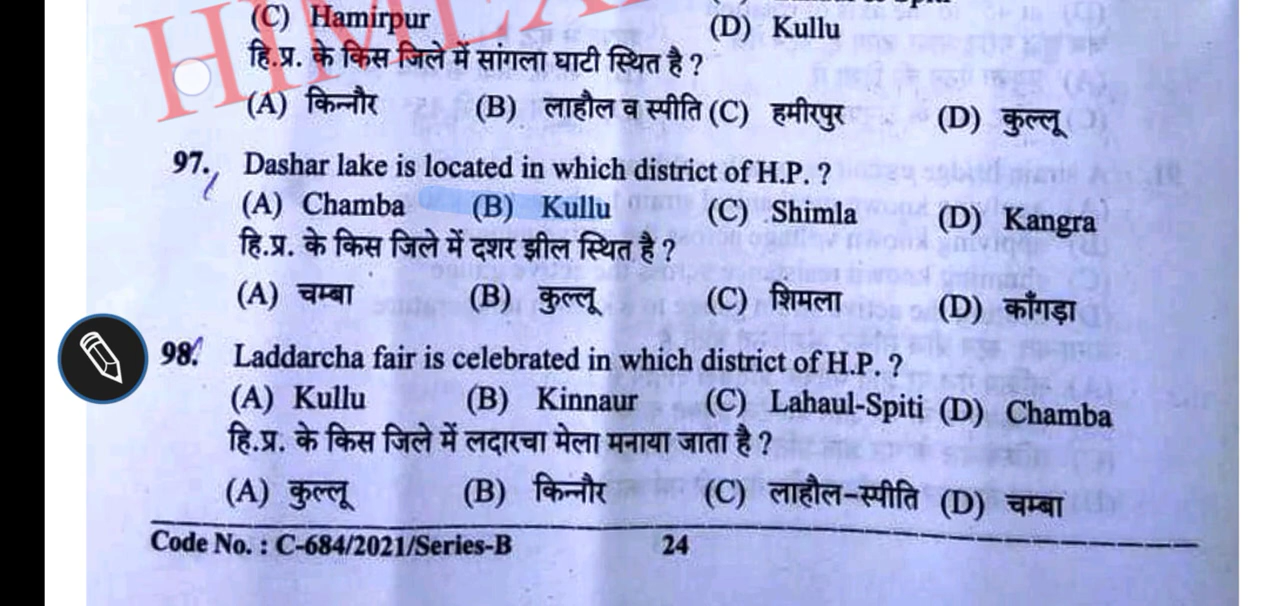 (C) Hamirpur (D) Kullu
हि.प्र. के किस जिले में सांगला घाटी स्थित है ?
(A) किन्नौर (B) लाहौल व स्पीति (C) हमीरपुर (D) कुल्लू
97. Dashar lake is located in which district of H.P. ?
(A) Chamba (B) Kullu (C) Shimla (D) Kangra
हि.प्र. के किस जिले में दशर झील स्थित है ?
(A) चम्बा (B) कुल्लू (C) शिमला (D) काँगड़ा
98. Laddarcha fair is celebrated in which district of H.P. ?
(A) Kullu (B) Kinnaur (C) Lahaul-Spiti (D) Chamba
हि.प्र. के किस जिले में लदारचा मेला मनाया जाता है ?
(A) कुल्लू (B) किन्नौर (C) लाहौल-स्पीति (D) चम्बा
Code No. : C-684/2021/Series-B 24